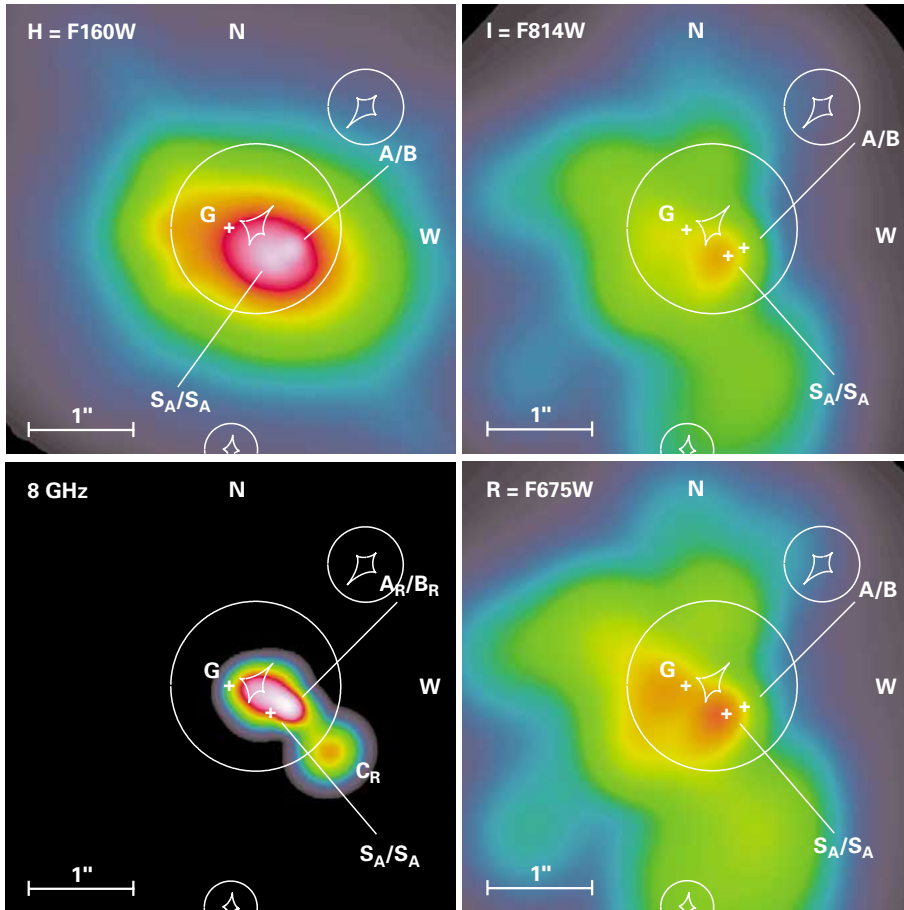 H = F160W
N
A/B
G
W
S_A/S_A
1"
I = F814W
N
A/B
G
W
S_A/S_A
1"
8 GHz
N
A_R/B_R
G
W
C_R
S_A/S_A
1"
R = F675W
N
A/B
G
W
S_A/S_A
1"